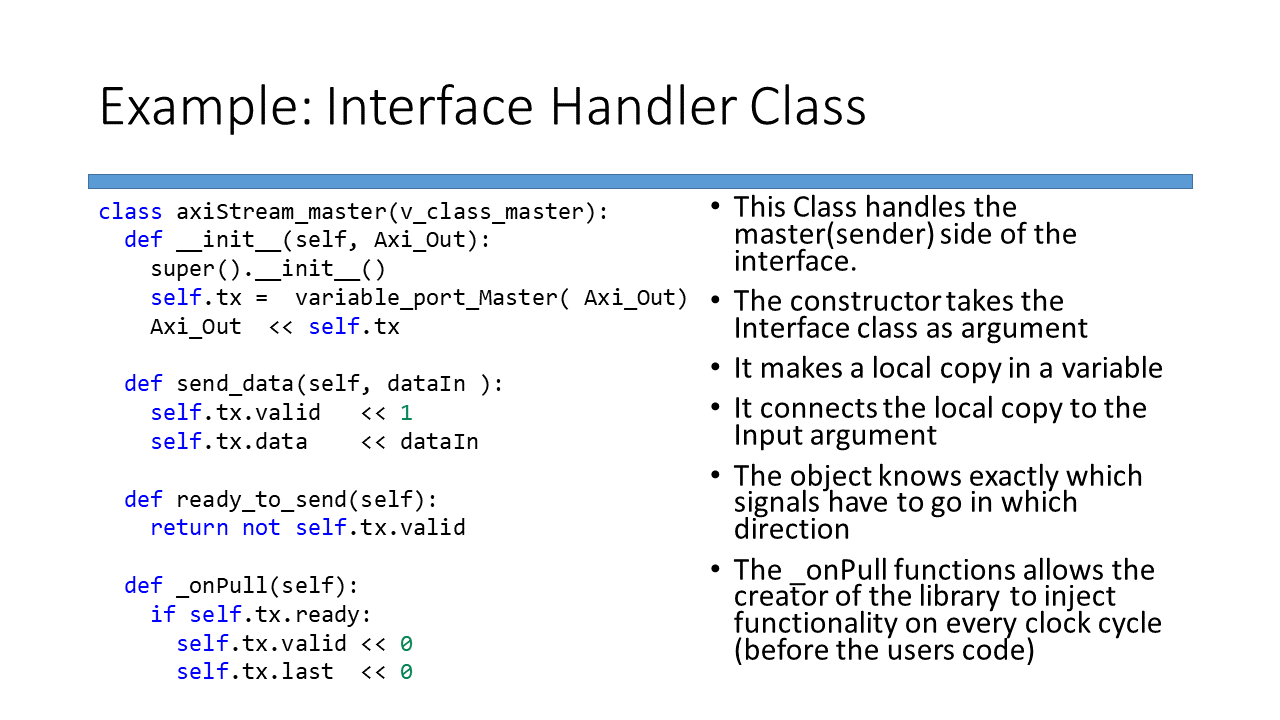 Example: Interface Handler Class
class axiStream_master(v_class_master):
  def __init__(self, Axi_Out):
    super().__init__()
    self.tx =  variable_port_Master( Axi_Out)
    Axi_Out  << self.tx
  def send_data(self, dataIn ):
    self.tx.valid   << 1
    self.tx.data    << dataIn
  def ready_to_send(self):
    return not self.tx.valid
  def _onPull(self):
    if self.tx.ready:
      self.tx.valid << 0
      self.tx.last  << 0
• This Class handles the
master(sender) side of the
interface.
• The constructor takes the
Interface class as argument
• It makes a local copy in a variable
• It connects the local copy to the
Input argument
• The object knows exactly which
signals have to go in which
direction
• The _onPull functions allows the
creator of the library to inject
functionality on every clock cycle
(before the users code)